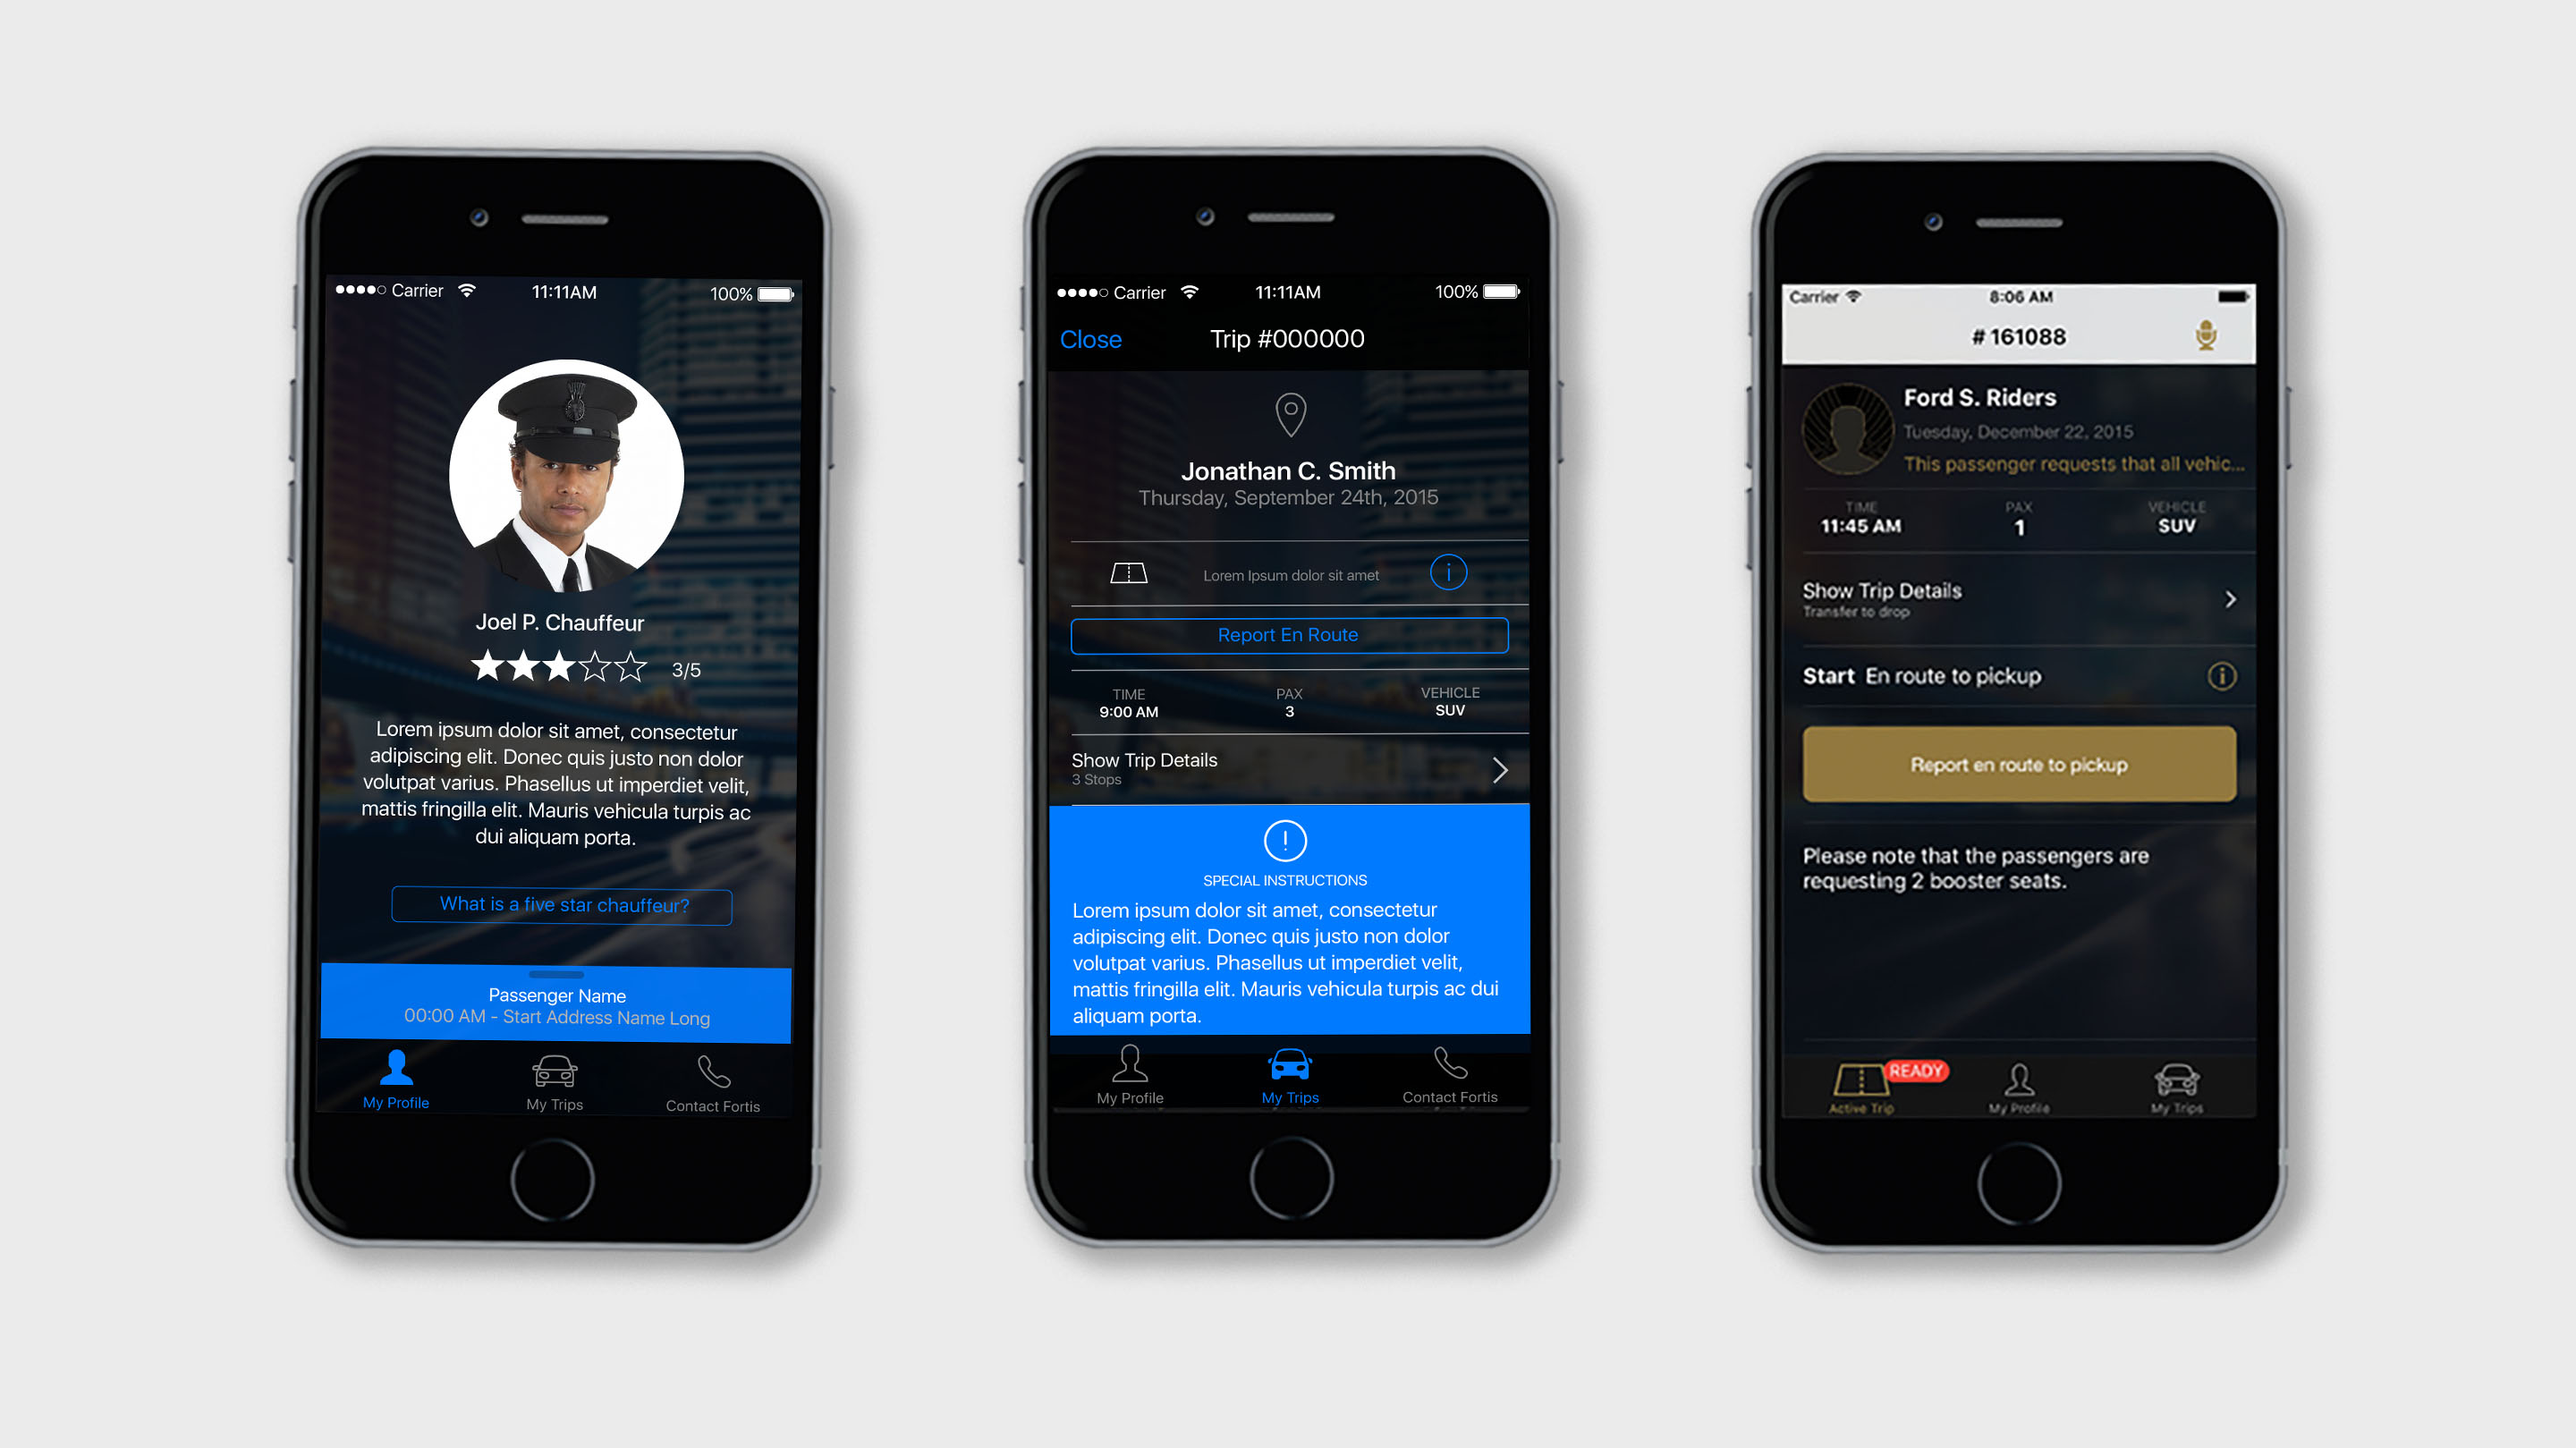 Carrier 11:11AM 100%
Joel P. Chauffeur
3/5
Lorem ipsum dolor sit amet, consectetur
adipiscing elit. Donec quis justo non dolor
volutpat varius. Phasellus ut imperdiet velit,
mattis fringilla elit. Mauris vehicula turpis ac
dui aliquam porta.
What is a five star chauffeur?
Passenger Name
00:00 AM - Start Address Name Long
My Profile My Trips Contact Fortis
Carrier 11:11AM 100%
Close Trip #000000
Jonathan C. Smith
Thursday, September 24th, 2015
Lorem Ipsum dolor sit amet
Report En Route
TIME PAX VEHICLE
9:00 AM 3 SUV
Show Trip Details
3 Stops
SPECIAL INSTRUCTIONS
Lorem ipsum dolor sit amet, consectetur
adipiscing elit. Donec quis justo non dolor
volutpat varius. Phasellus ut imperdiet velit,
mattis fringilla elit. Mauris vehicula turpis ac dui
aliquam porta.
My Profile My Trips Contact Fortis
Carrier 8:06 AM
# 161088
Ford S. Riders
Tuesday, December 22, 2015
This passenger requests that all vehic...
TIME PAX VEHICLE
11:45 AM 1 SUV
Show Trip Details
Transfer to drop
Start En route to pickup
Report en route to pickup
Please note that the passengers are
requesting 2 booster seats.
READY
Active Trip My Profile My Trips